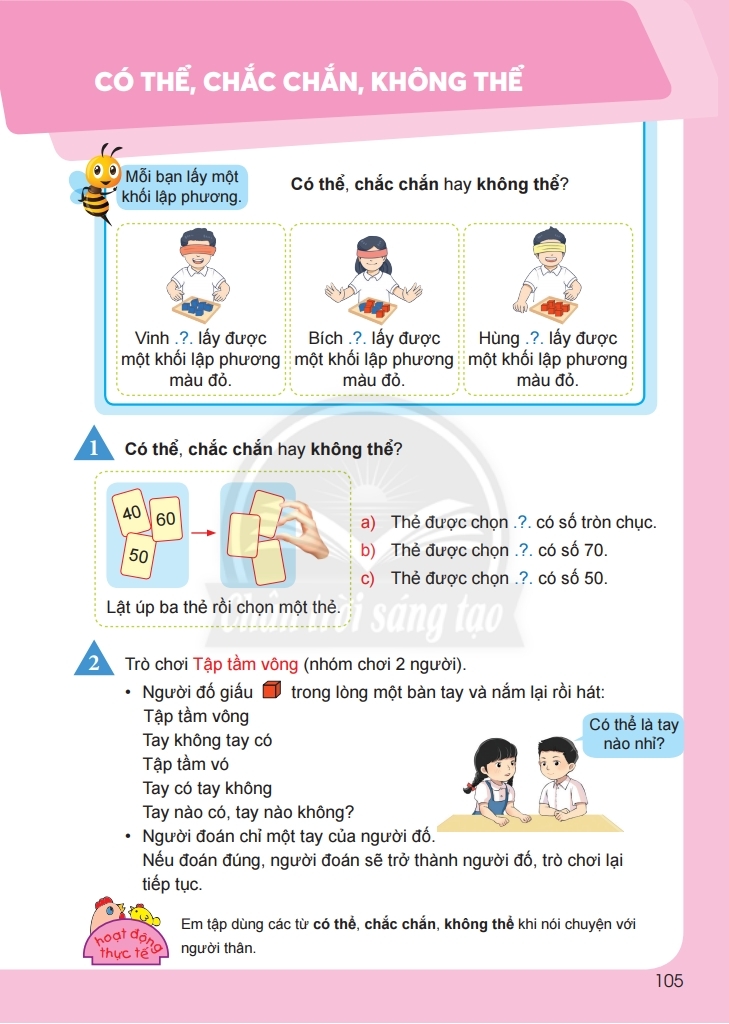 CÓ THỂ, CHẮC CHẮN, KHÔNG THỂ
Mỗi bạn lấy một
khối lập phương.
Có thể, chắc chắn hay không thể?
Vinh .?. lấy được
một khối lập phương
màu đỏ.
Bích .?. lấy được
một khối lập phương
màu đỏ.
Hùng .?. lấy được
một khối lập phương
màu đỏ.
1 Có thể, chắc chắn hay không thể?
40
60
50
Lật úp ba thẻ rồi chọn một thẻ.
a) Thẻ được chọn .?. có số tròn chục.
b) Thẻ được chọn .?. có số 70.
c) Thẻ được chọn .?. có số 50.
Chân trời sáng tạo
2 Trò chơi Tập tầm vông (nhóm chơi 2 người).
• Người đố giấu trong lòng một bàn tay và nắm lại rồi hát:
Tập tầm vông
Tay không tay có
Tập tầm vó
Tay có tay không
Tay nào có, tay nào không?
Có thể là tay
nào nhỉ?
• Người đoán chỉ một tay của người đố.
Nếu đoán đúng, người đoán sẽ trở thành người đố, trò chơi lại
tiếp tục.
hoạt động
thực tế
Em tập dùng các từ có thể, chắc chắn, không thể khi nói chuyện với
người thân.
105